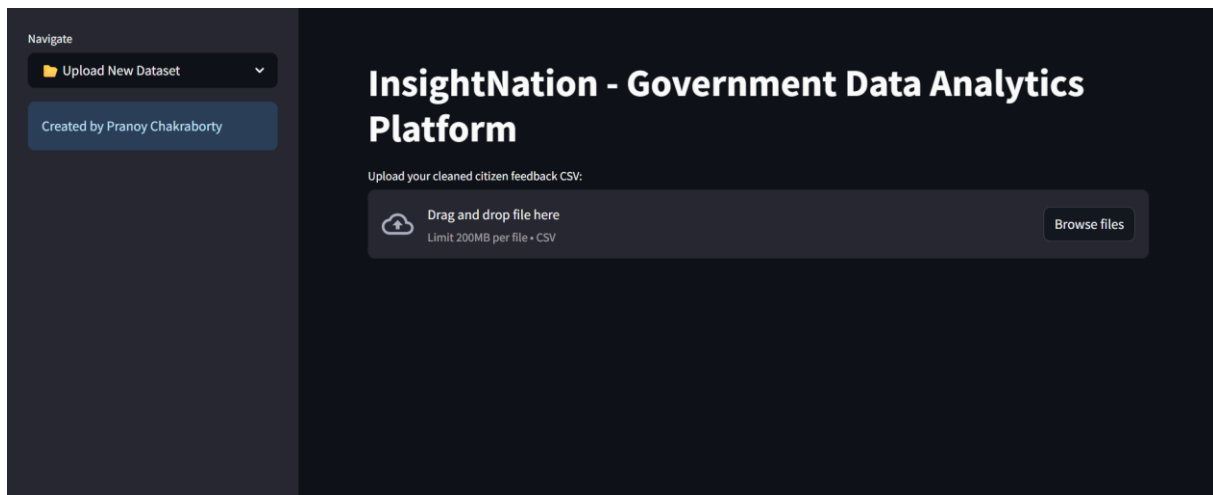 Navigate
📂 Upload New Dataset
Created by Pranoy Chakraborty
InsightNation - Government Data Analytics
Platform
Upload your cleaned citizen feedback CSV:
Drag and drop file here
Limit 200MB per file • CSV
Browse files